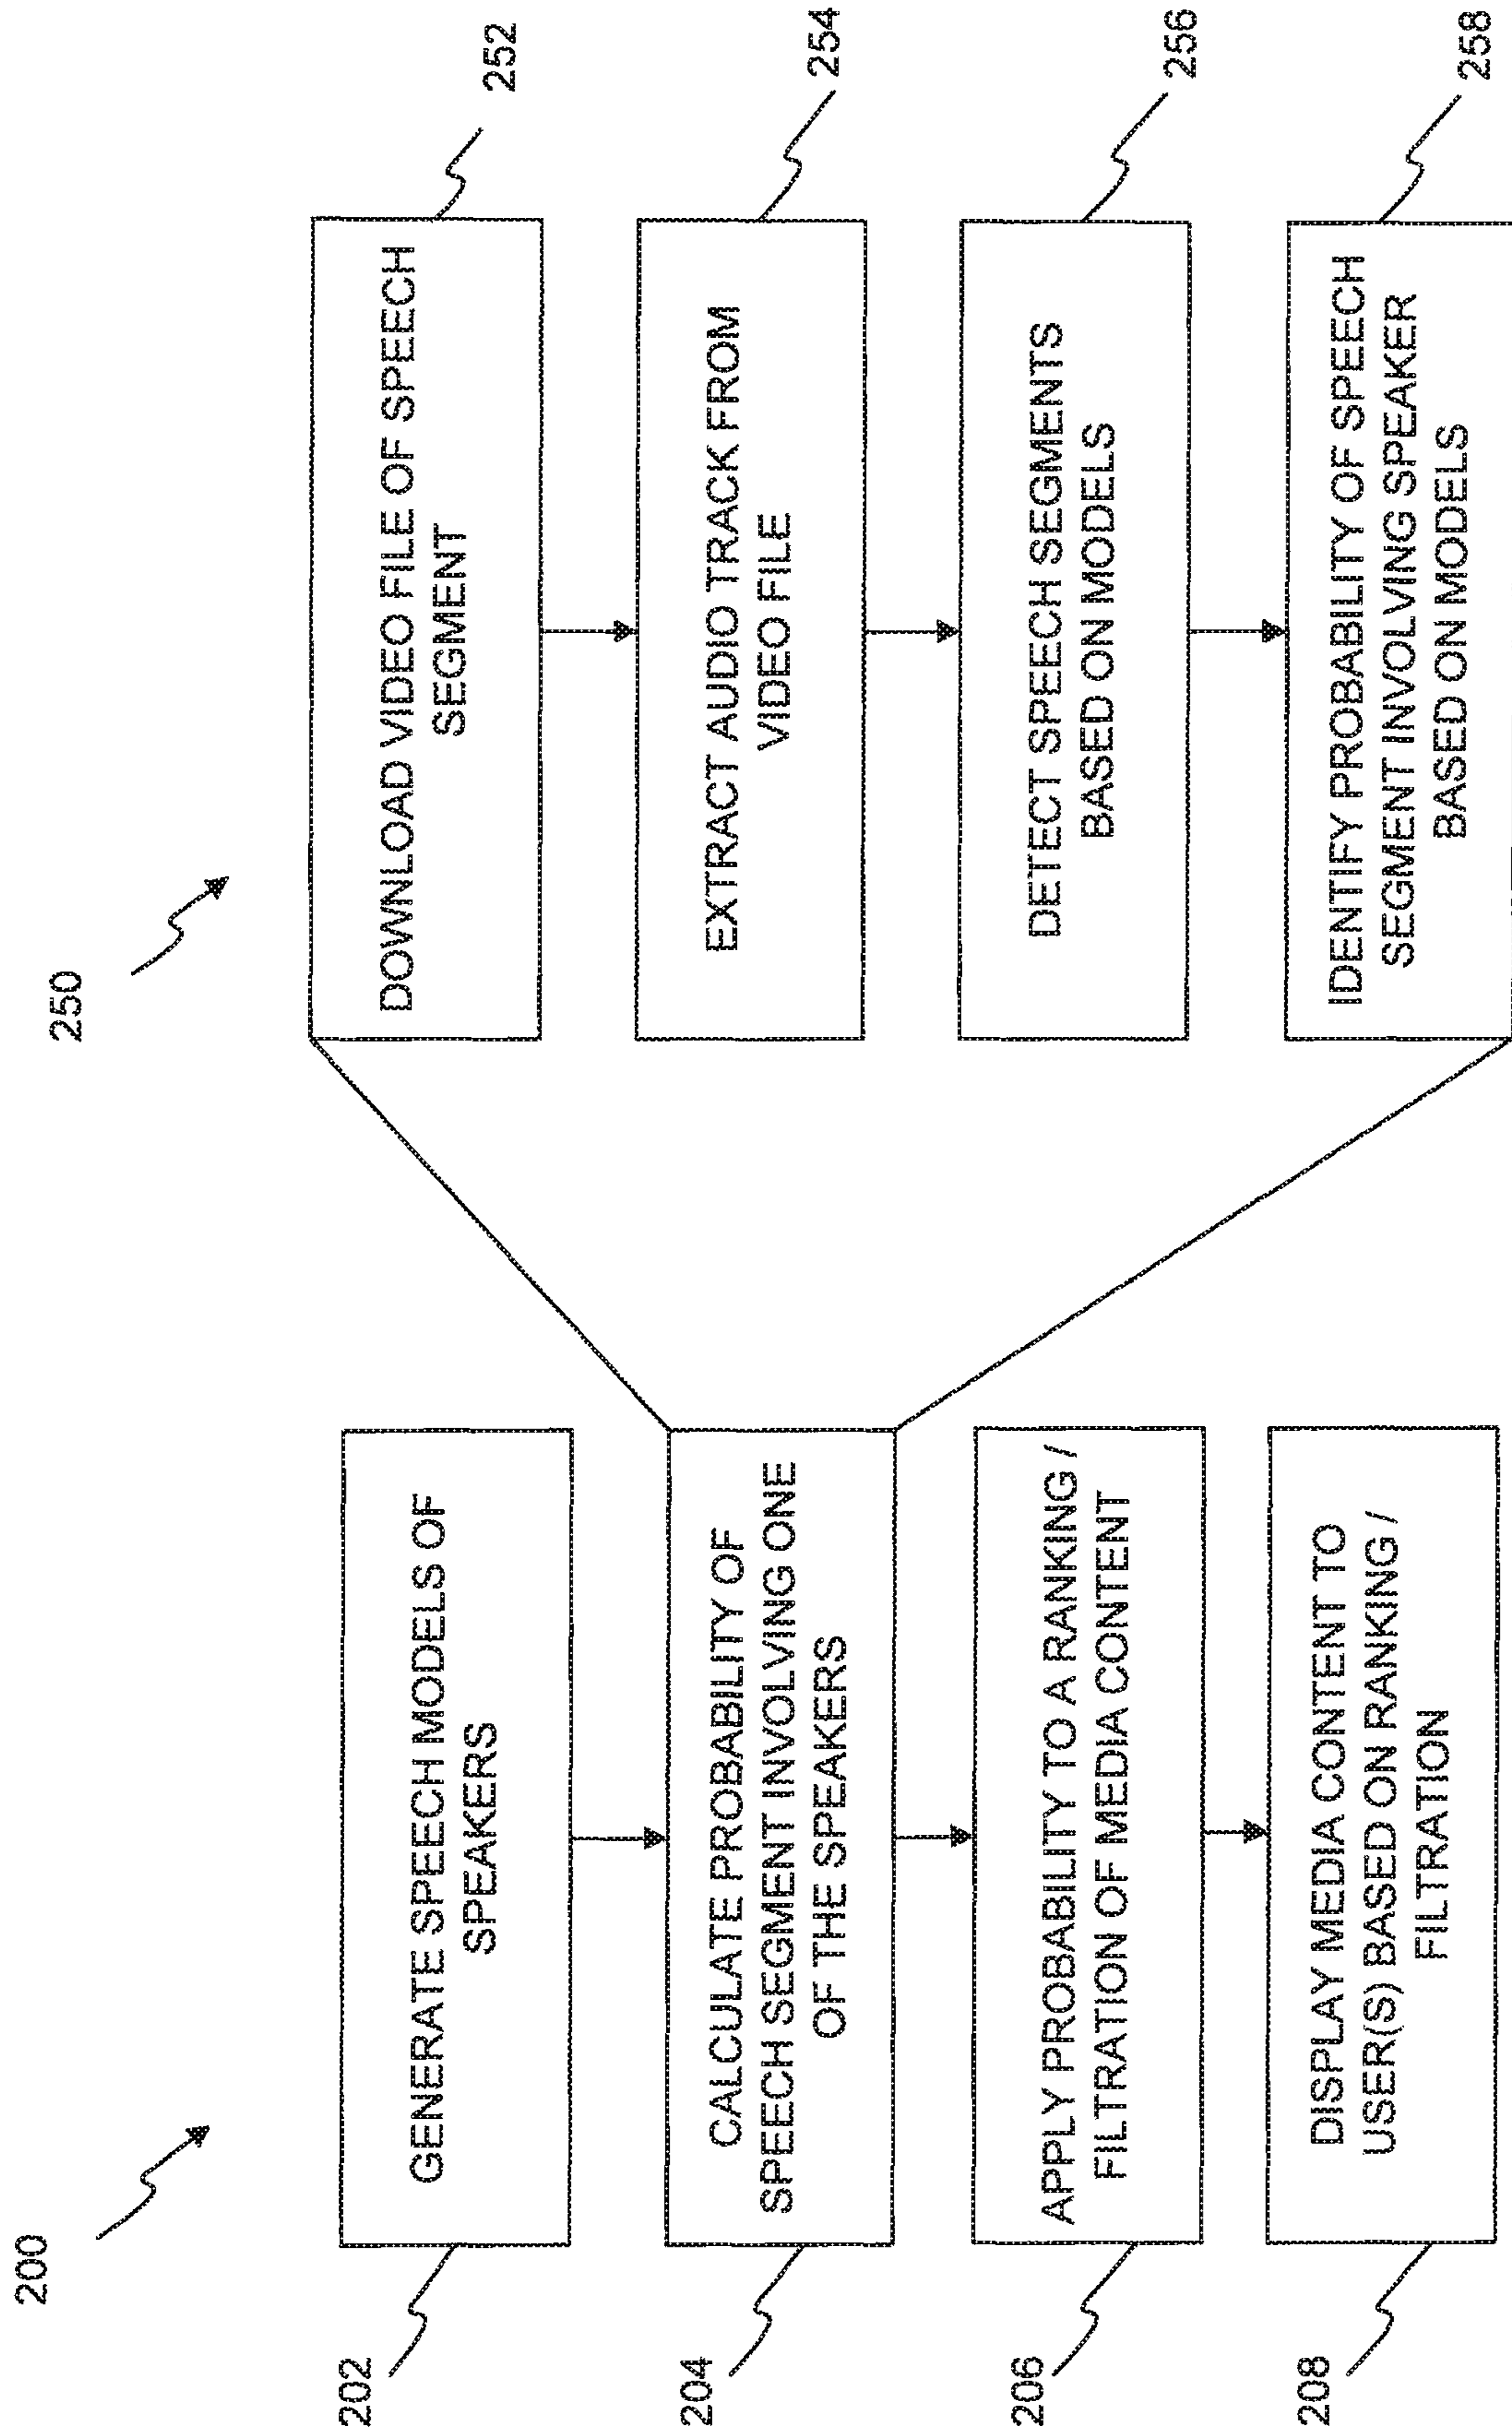 200
202
GENERATE SPEECH MODELS OF
SPEAKERS
204
CALCULATE PROBABILITY OF
SPEECH SEGMENT INVOLVING ONE
OF THE SPEAKERS
206
APPLY PROBABILITY TO A RANKING /
FILTRATION OF MEDIA CONTENT
208
DISPLAY MEDIA CONTENT TO
USER(S) BASED ON RANKING /
FILTRATION
250
DOWNLOAD VIDEO FILE OF SPEECH
SEGMENT
252
EXTRACT AUDIO TRACK FROM
VIDEO FILE
254
DETECT SPEECH SEGMENTS
BASED ON MODELS
256
IDENTIFY PROBABILITY OF SPEECH
SEGMENT INVOLVING SPEAKER
BASED ON MODELS
258